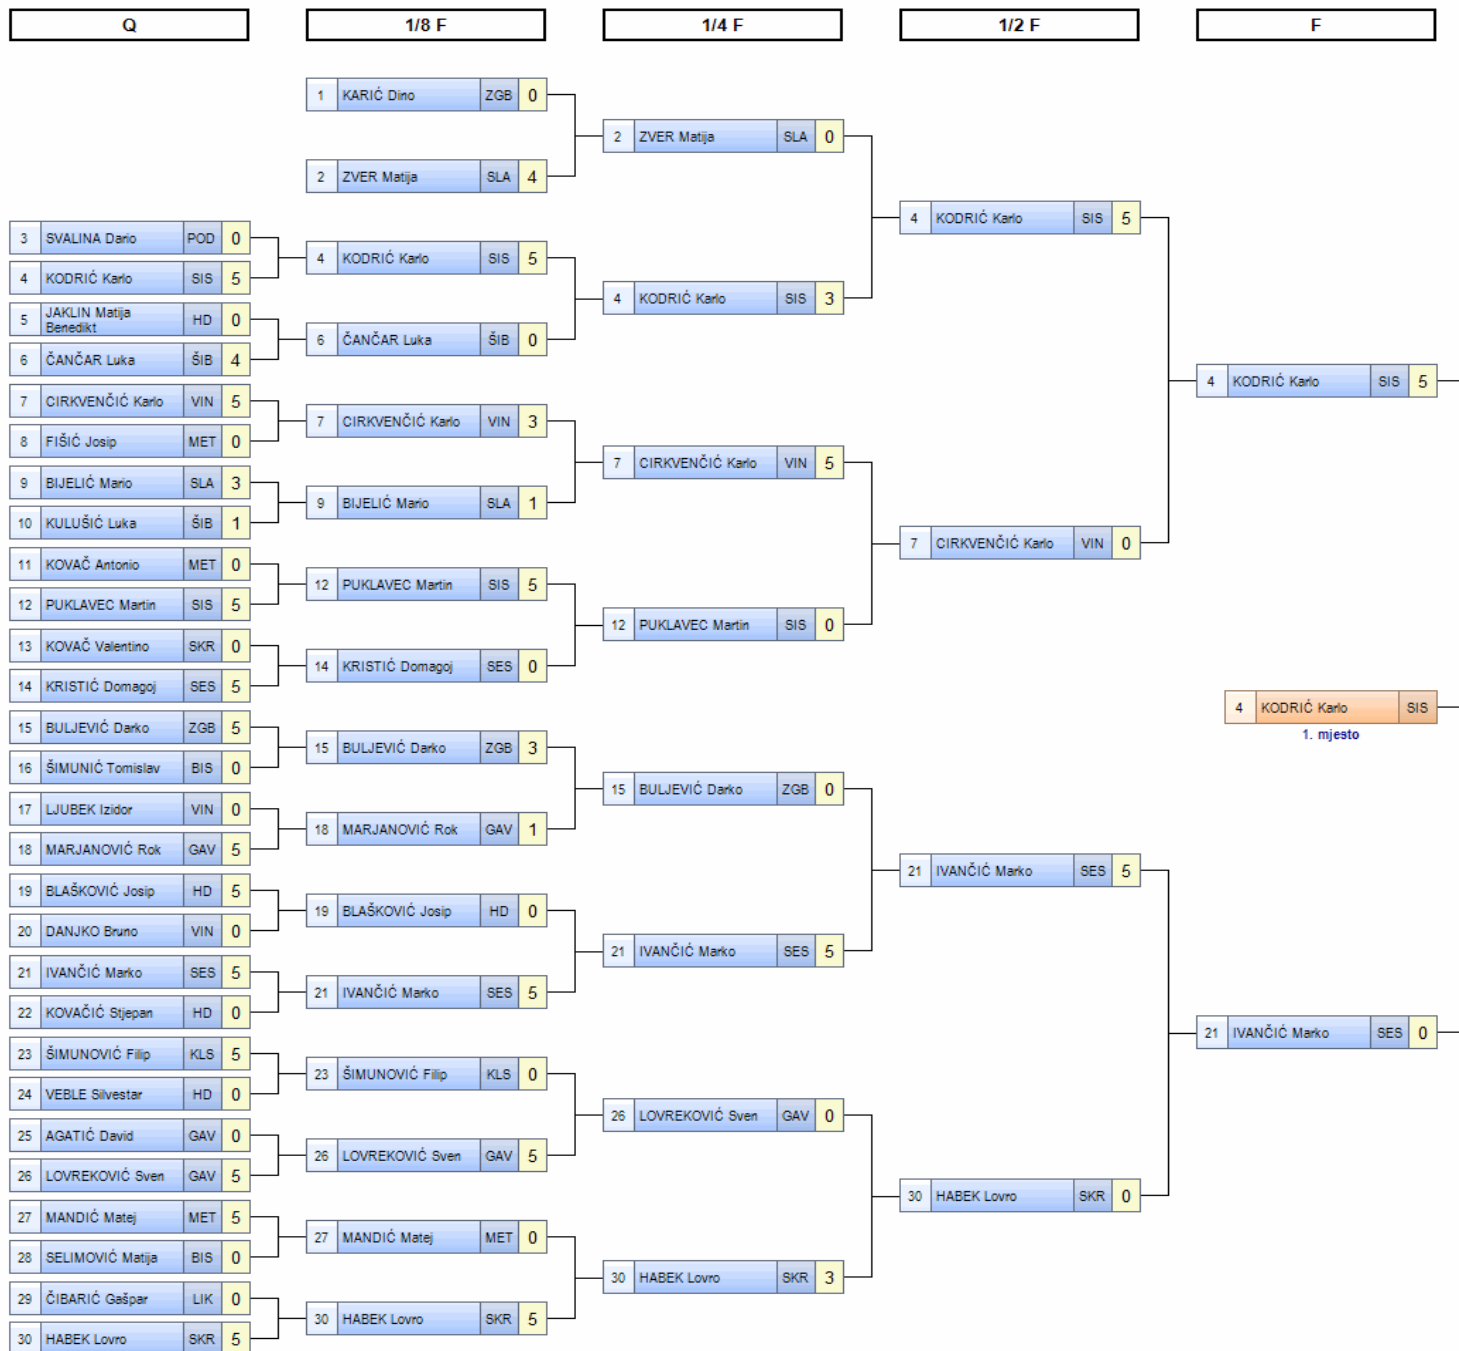 Q
1/8 F
1/4 F
1/2 F
F
3 SVALINA Dario POD 0
4 KODRIĆ Karlo SIS 5
5 JAKLIN Matija
Benedikt HD 0
6 ČANČAR Luka ŠIB 4
7 CIRKVENČIĆ Karlo VIN 5
8 FIŠIĆ Josip MET 0
9 BIJELIĆ Mario SLA 3
10 KULUŠIĆ Luka ŠIB 1
11 KOVAČ Antonio MET 0
12 PUKLAVEC Martin SIS 5
13 KOVAČ Valentino SKR 0
14 KRISTIĆ Domagoj SES 5
15 BULJEVIĆ Darko ZGB 5
16 ŠIMUNIĆ Tomislav BIS 0
17 LJUBEK Izidor VIN 0
18 MARJANOVIĆ Rok GAV 5
19 BLAŠKOVIĆ Josip HD 5
20 DANJKO Bruno VIN 0
21 IVANČIĆ Marko SES 5
22 KOVAČIĆ Stjepan HD 0
23 ŠIMUNOVIĆ Filip KLS 5
24 VEBLE Silvestar HD 0
25 AGATIĆ David GAV 0
26 LOVREKOVIĆ Sven GAV 5
27 MANDIĆ Matej MET 5
28 SELIMOVIĆ Matija BIS 0
29 ČIBARIĆ Gašpar LIK 0
30 HABEK Lovro SKR 5
1 KARIĆ Dino ZGB 0
2 ZVER Matija SLA 4
4 KODRIĆ Karlo SIS 5
6 ČANČAR Luka ŠIB 0
7 CIRKVENČIĆ Karlo VIN 3
9 BIJELIĆ Mario SLA 1
12 PUKLAVEC Martin SIS 5
14 KRISTIĆ Domagoj SES 0
15 BULJEVIĆ Darko ZGB 3
18 MARJANOVIĆ Rok GAV 1
19 BLAŠKOVIĆ Josip HD 0
21 IVANČIĆ Marko SES 5
23 ŠIMUNOVIĆ Filip KLS 0
26 LOVREKOVIĆ Sven GAV 5
27 MANDIĆ Matej MET 0
30 HABEK Lovro SKR 5
2 ZVER Matija SLA 0
4 KODRIĆ Karlo SIS 3
7 CIRKVENČIĆ Karlo VIN 5
12 PUKLAVEC Martin SIS 0
15 BULJEVIĆ Darko ZGB 0
21 IVANČIĆ Marko SES 5
26 LOVREKOVIĆ Sven GAV 0
30 HABEK Lovro SKR 3
4 KODRIĆ Karlo SIS 5
7 CIRKVENČIĆ Karlo VIN 0
21 IVANČIĆ Marko SES 5
30 HABEK Lovro SKR 0
4 KODRIĆ Karlo SIS 5
4 KODRIĆ Karlo SIS
1. mjesto
21 IVANČIĆ Marko SES 0